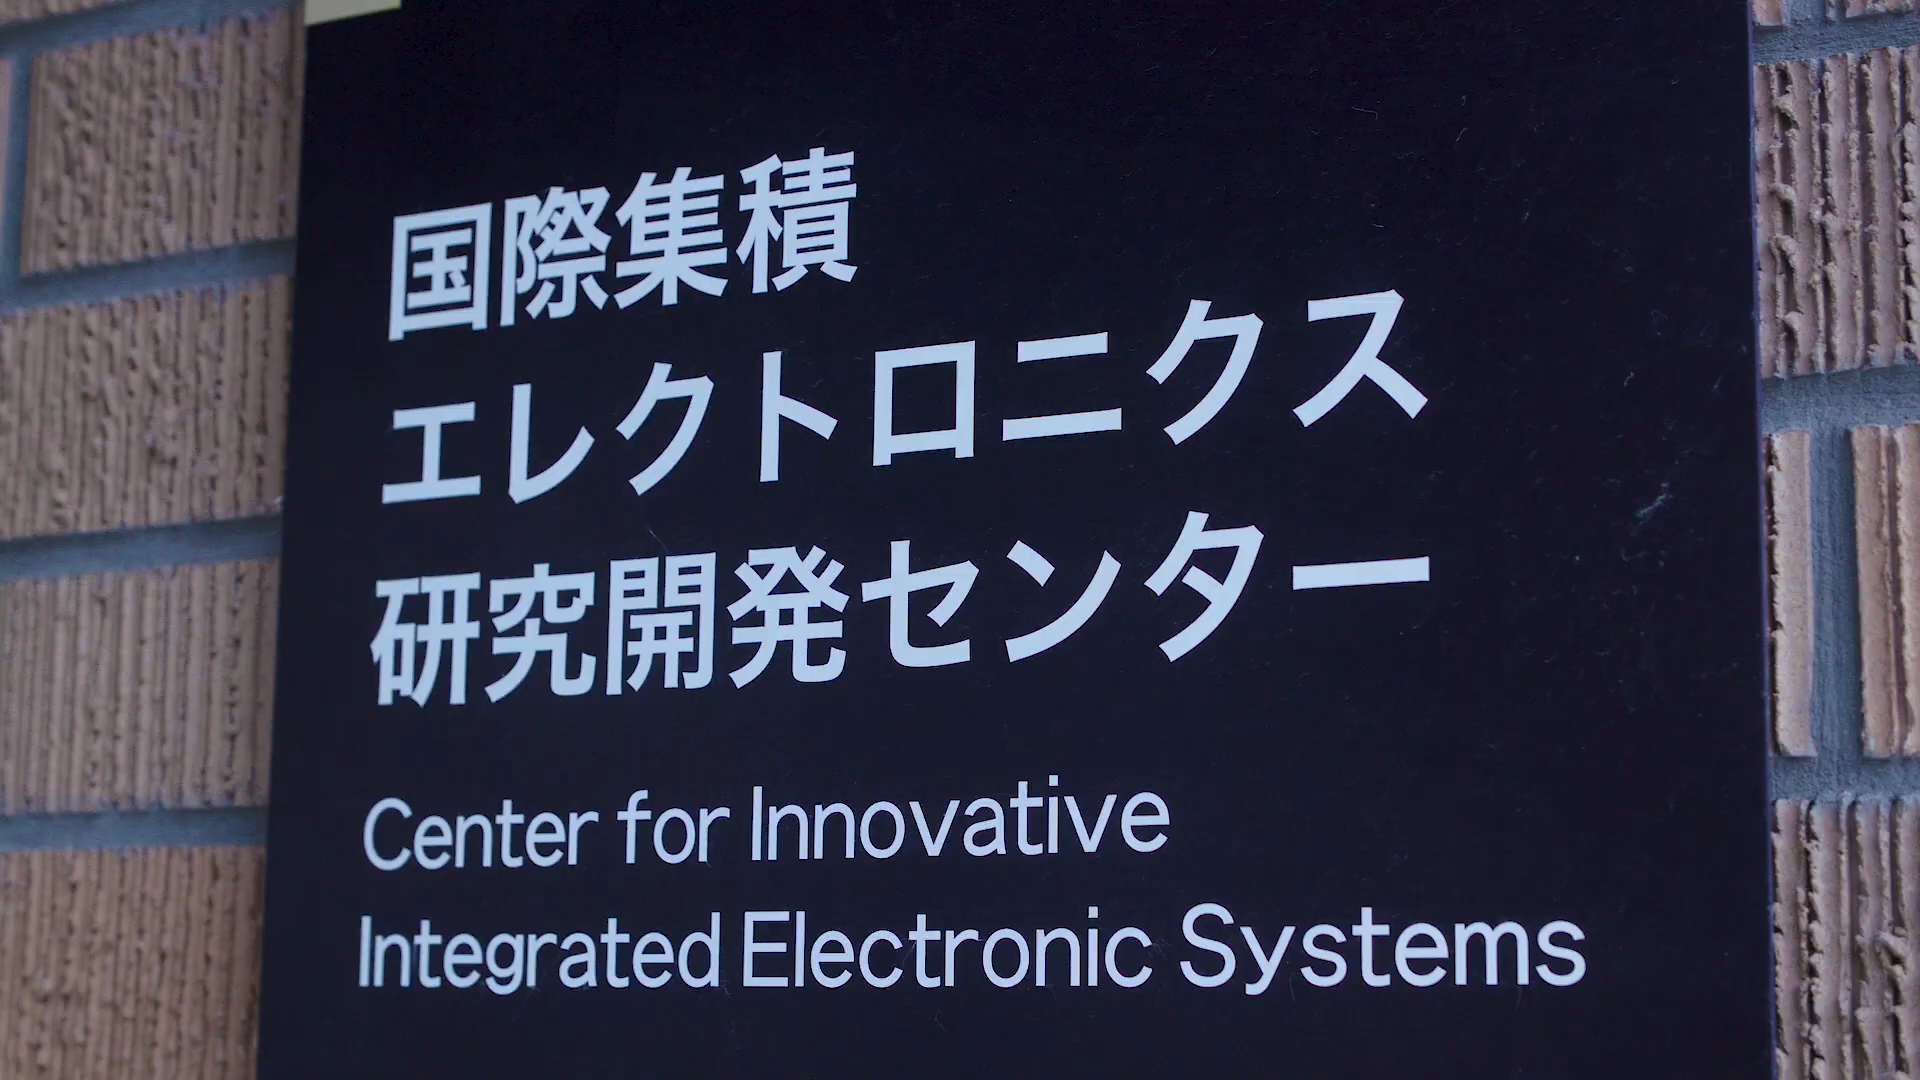 国際集積
エレクトロニクス
研究開発センター
Center for Innovative
Integrated Electronic Systems